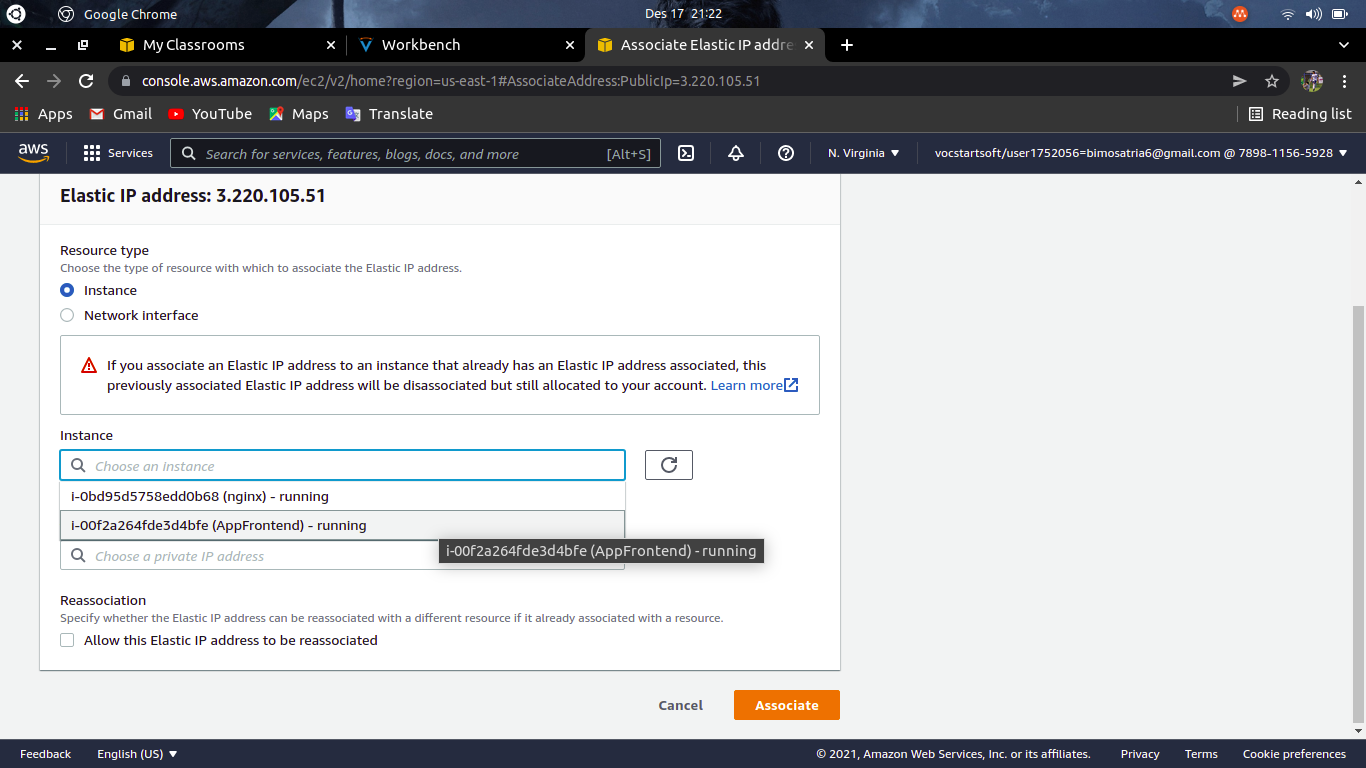 Google Chrome
Des 17 21:22
My Classrooms
Workbench
Associate Elastic IP addre
console.aws.amazon.com/ec2/v2/home?region=us-east-1#AssociateAddress:PublicIp=3.220.105.51
Apps
Gmail
YouTube
Maps
Translate
Reading list
aws
Services
Search for services, features, blogs, docs, and more
[Alt+S]
N. Virginia
vocstartsoft/user1752056=bimosatria6@gmail.com @ 7898-1156-5928
Elastic IP address: 3.220.105.51
Resource type
Choose the type of resource with which to associate the Elastic IP address.
Instance
Network interface
If you associate an Elastic IP address to an instance that already has an Elastic IP address associated, this
previously associated Elastic IP address will be disassociated but still allocated to your account. Learn more
Instance
Choose an instance
i-0bd95d5758edd0b68 (nginx) - running
i-00f2a264fde3d4bfe (AppFrontend) - running
i-00f2a264fde3d4bfe (AppFrontend) - running
Choose a private IP address
Reassociation
Specify whether the Elastic IP address can be reassociated with a different resource if it already associated with a resource.
Allow this Elastic IP address to be reassociated
Cancel
Associate
Feedback
English (US)
© 2021, Amazon Web Services, Inc. or its affiliates.
Privacy
Terms
Cookie preferences